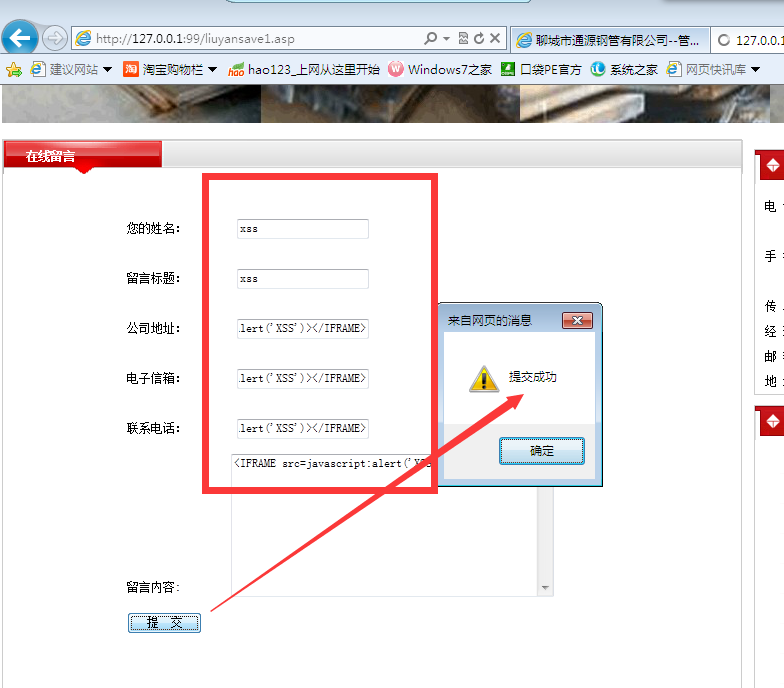 http://127.0.0.1:99/liuyansave1.asp
聊城市通源钢管有限公司--管...
127.0.0.1
建议网站
淘
淘宝购物栏
hao
hao123_上网从这里开始
W
Windows7之家
口袋PE官方
系统之家
网页快讯库
在线留言
您的姓名:
xss
留言标题:
xss
公司地址:
.lert('XSS')></IFRAME>
电子信箱:
.lert('XSS')></IFRAME>
联系电话:
.lert('XSS')></IFRAME>
<IFRAME src=javascript:alert('XSS
留言内容:
提 交
来自网页的消息
提交成功
确定
电
手
传
经
邮
地